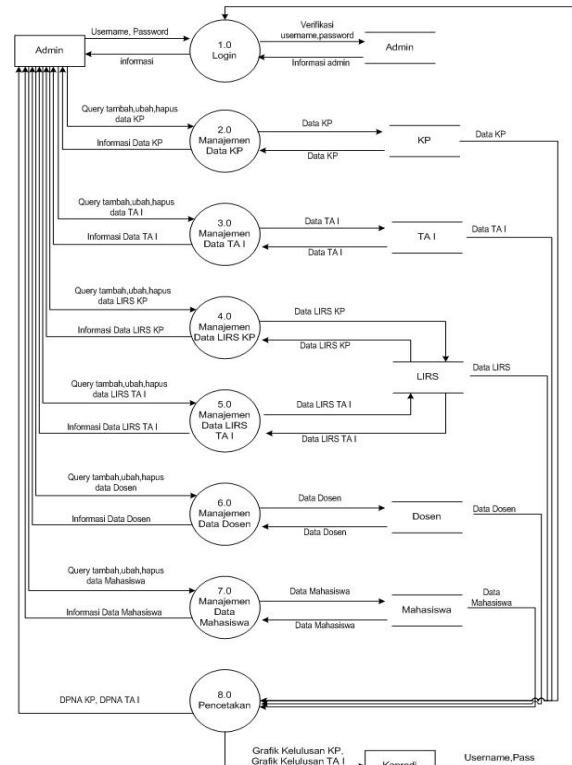 Username, Password
Admin
informasi
1.0
Login
Verifikasi
username,password
Informasi admin
Admin
Query tambah,ubah,hapus
data KP
Informasi Data KP
2.0
Manajemen
Data KP
Data KP
Data KP
KP
Data KP
Query tambah,ubah,hapus
data TA I
Informasi Data TA I
3.0
Manajemen
Data TA I
Data TA I
Data TA I
TA I
Data TA I
Query tambah,ubah,hapus
data LIRS KP
Informasi Data LIRS KP
4.0
Manajemen
Data LIRS KP
Data LIRS KP
Data LIRS KP
LIRS
Data LIRS
Query tambah,ubah,hapus
data LIRS TA I
Informasi Data LIRS TA I
5.0
Manajemen
Data LIRS
TA I
Data LIRS TA I
Data LIRS TA I
Query tambah,ubah,hapus
data Dosen
Informasi Data Dosen
6.0
Manajemen
Data Dosen
Data Dosen
Data Dosen
Dosen
Data Dosen
Query tambah,ubah,hapus
data Mahasiswa
Informasi Data Mahasiswa
7.0
Manajemen
Data
Mahasiswa
Data Mahasiswa
Data Mahasiswa
Mahasiswa
Data
Mahasiswa
DPNA KP, DPNA TA I
8.0
Pencetakan
Grafik Kelulusan KP,
Grafik Kelulusan TA I
Kaprodi
Username,Pass